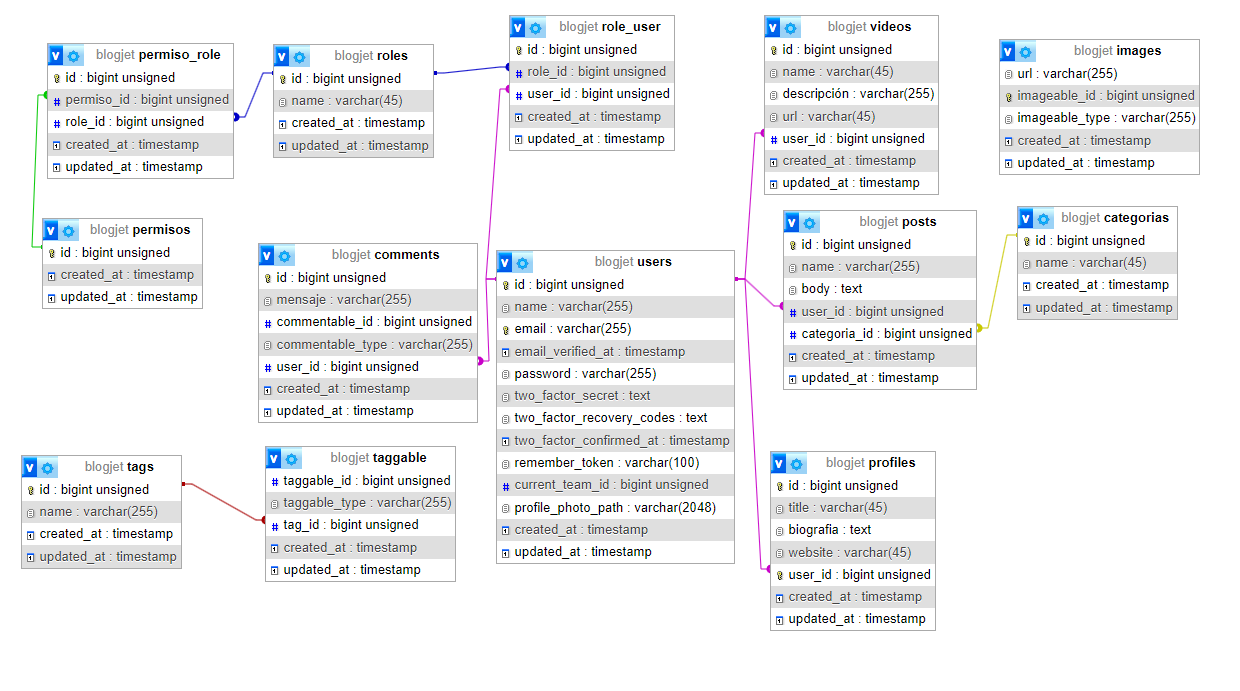 blogjet permiso_role
id : bigint unsigned
permiso_id : bigint unsigned
role_id : bigint unsigned
created_at : timestamp
updated_at : timestamp
blogjet roles
id : bigint unsigned
name : varchar(45)
created_at : timestamp
updated_at : timestamp
blogjet role_user
id : bigint unsigned
role_id : bigint unsigned
user_id : bigint unsigned
created_at : timestamp
updated_at : timestamp
blogjet videos
id : bigint unsigned
name : varchar(45)
descripción : varchar(255)
url : varchar(45)
user_id : bigint unsigned
created_at : timestamp
updated_at : timestamp
blogjet images
url : varchar(255)
imageable_id : bigint unsigned
imageable_type : varchar(255)
created_at : timestamp
updated_at : timestamp
blogjet permisos
id : bigint unsigned
created_at : timestamp
updated_at : timestamp
blogjet comments
id : bigint unsigned
mensaje : varchar(255)
commentable_id : bigint unsigned
commentable_type : varchar(255)
user_id : bigint unsigned
created_at : timestamp
updated_at : timestamp
blogjet users
id : bigint unsigned
name : varchar(255)
email : varchar(255)
email_verified_at : timestamp
password : varchar(255)
two_factor_secret : text
two_factor_recovery_codes : text
two_factor_confirmed_at : timestamp
remember_token : varchar(100)
current_team_id : bigint unsigned
profile_photo_path : varchar(2048)
created_at : timestamp
updated_at : timestamp
blogjet posts
id : bigint unsigned
name : varchar(255)
body : text
user_id : bigint unsigned
categoria_id : bigint unsigned
created_at : timestamp
updated_at : timestamp
blogjet categorias
id : bigint unsigned
name : varchar(45)
created_at : timestamp
updated_at : timestamp
blogjet tags
id : bigint unsigned
name : varchar(255)
created_at : timestamp
updated_at : timestamp
blogjet taggable
taggable_id : bigint unsigned
taggable_type : varchar(255)
tag_id : bigint unsigned
created_at : timestamp
updated_at : timestamp
blogjet profiles
id : bigint unsigned
title : varchar(45)
biografia : text
website : varchar(45)
user_id : bigint unsigned
created_at : timestamp
updated_at : timestamp